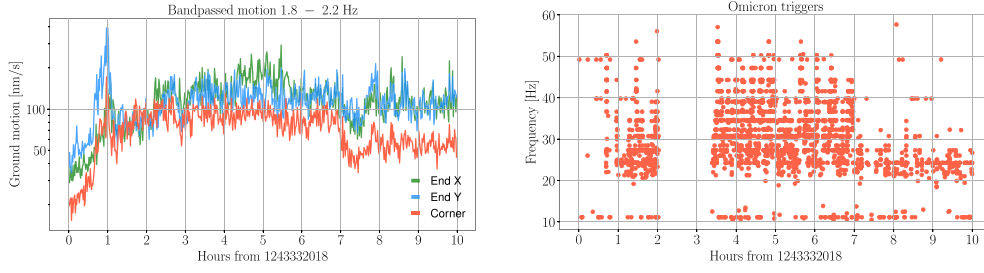 Bandpassed motion 1.8 − 2.2 Hz
Ground motion [nm/s]
100
50
End X
End Y
Corner
0 1 2 3 4 5 6 7 8 9 10
Hours from 1243332018
Omicron triggers
Frequency [Hz]
60
50
40
30
20
10
0 1 2 3 4 5 6 7 8 9 10
Hours from 1243332018